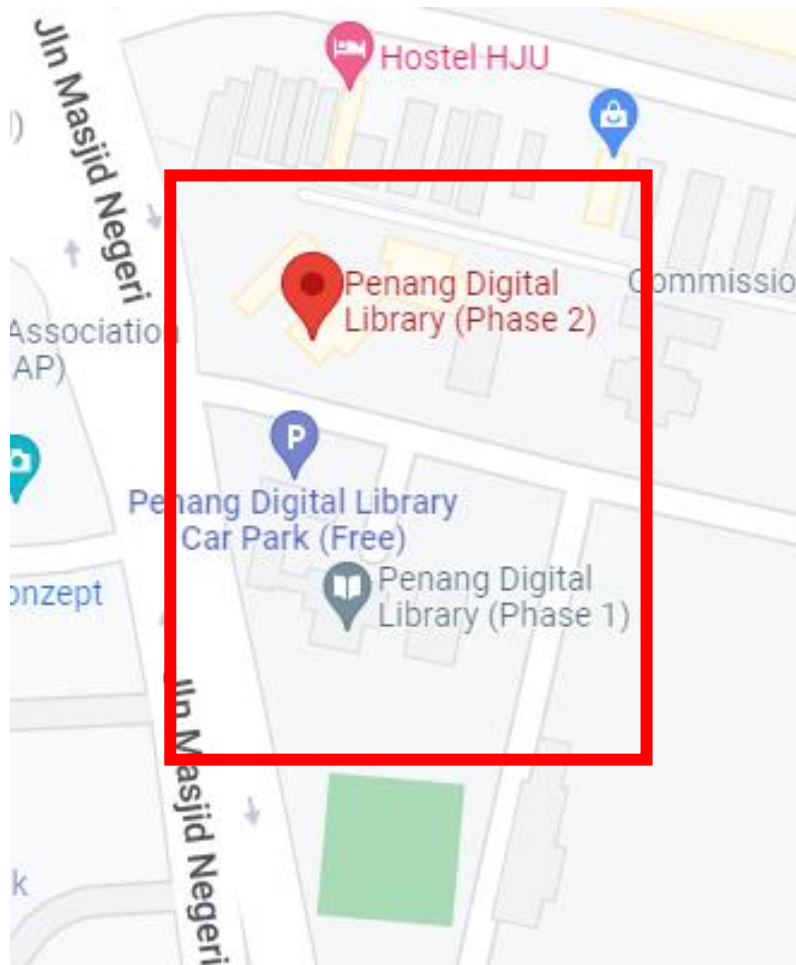 Jln Masjid Negeri
Hostel HJU
)
Penang Digital
Library (Phase 2)
Commissio
Association
AP)
P
Penang Digital Library
Car Park (Free)
Penang Digital
Library (Phase 1)
onzept
Jln Masjid Negeri
k